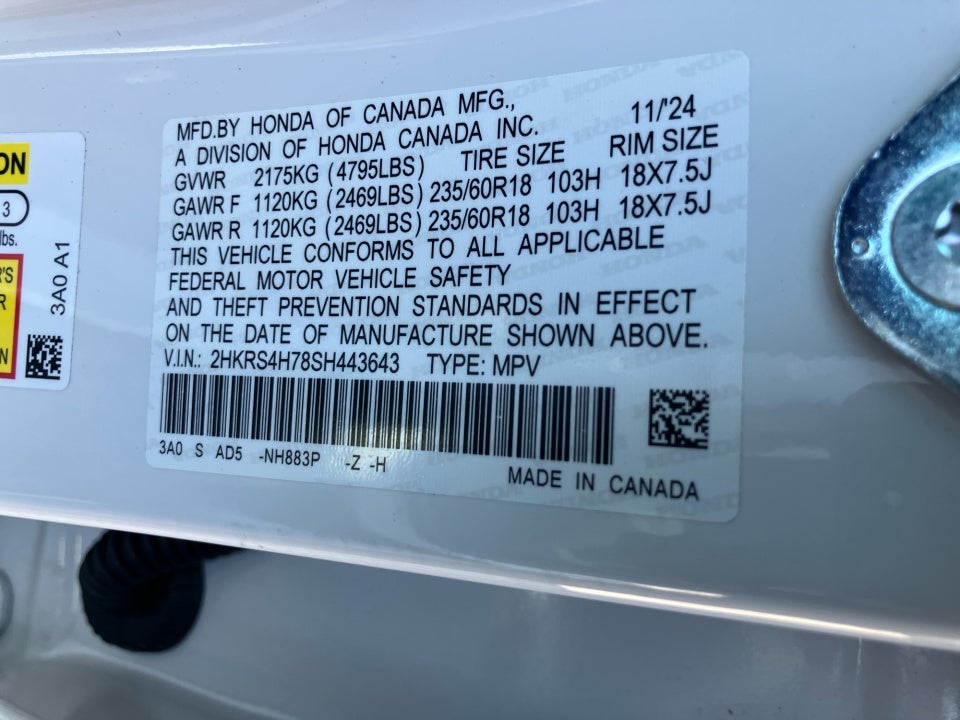 MFD.BY HONDA OF CANADA MFG., 11/'24
A DIVISION OF HONDA CANADA INC.
GVWR 2175KG (4795LBS) TIRE SIZE RIM SIZE
GAWR F 1120KG (2469LBS) 235/60R18 103H 18X7.5J
GAWR R 1120KG (2469LBS) 235/60R18 103H 18X7.5J
THIS VEHICLE CONFORMS TO ALL APPLICABLE
FEDERAL MOTOR VEHICLE SAFETY
AND THEFT PREVENTION STANDARDS IN EFFECT
ON THE DATE OF MANUFACTURE SHOWN ABOVE.
V.I.N.: 2HKRS4H78SH443643 TYPE: MPV
3A0 S AD5 -NH883P -Z -H
MADE IN CANADA
ON
3
lbs.
R'S
R
N
3A0 A1